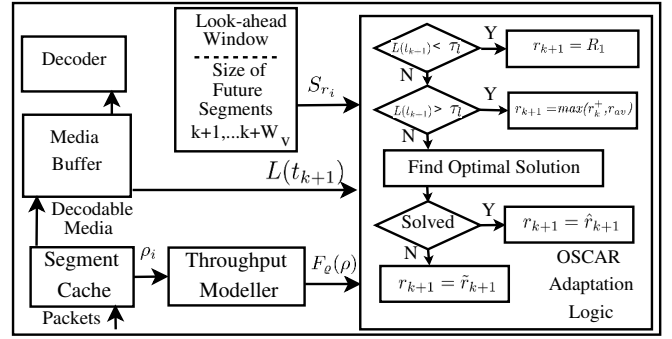 Decoder
Media
Buffer
Decodable
Media
Segment
Cache
Packets
ρ_i
Throughput
Modeller
F_ϱ(ρ)
Look-ahead
Window
Size of
Future
Segments
k+1,...k+W_v
S_{r_i}
L(t_{k+1})
L(t_{k-1}) < τ_l
Y
r_{k+1} = R_1
N
L(t_{k-1}) > τ_l
Y
r_{k+1} = max(r_k^+, r_{av})
N
Find Optimal Solution
Solved
Y
r_{k+1} = r̂_{k+1}
N
r_{k+1} = r̃_{k+1}
OSCAR
Adaptation
Logic